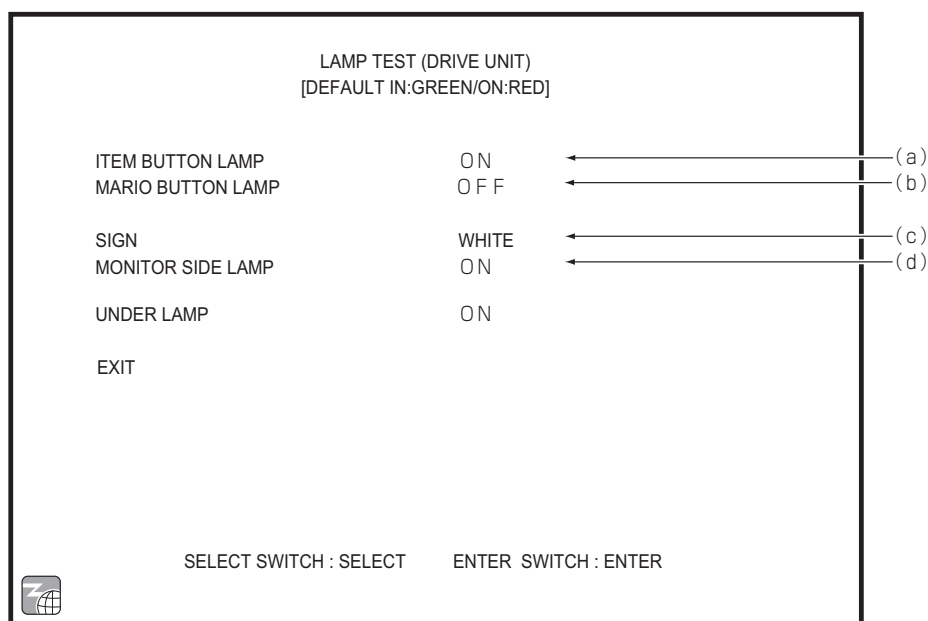 LAMP TEST (DRIVE UNIT)
[DEFAULT IN:GREEN/ON:RED]
ITEM BUTTON LAMP ON (a)
MARIO BUTTON LAMP OFF (b)
SIGN WHITE (c)
MONITOR SIDE LAMP ON (d)
UNDER LAMP ON
EXIT
SELECT SWITCH : SELECT ENTER SWITCH : ENTER